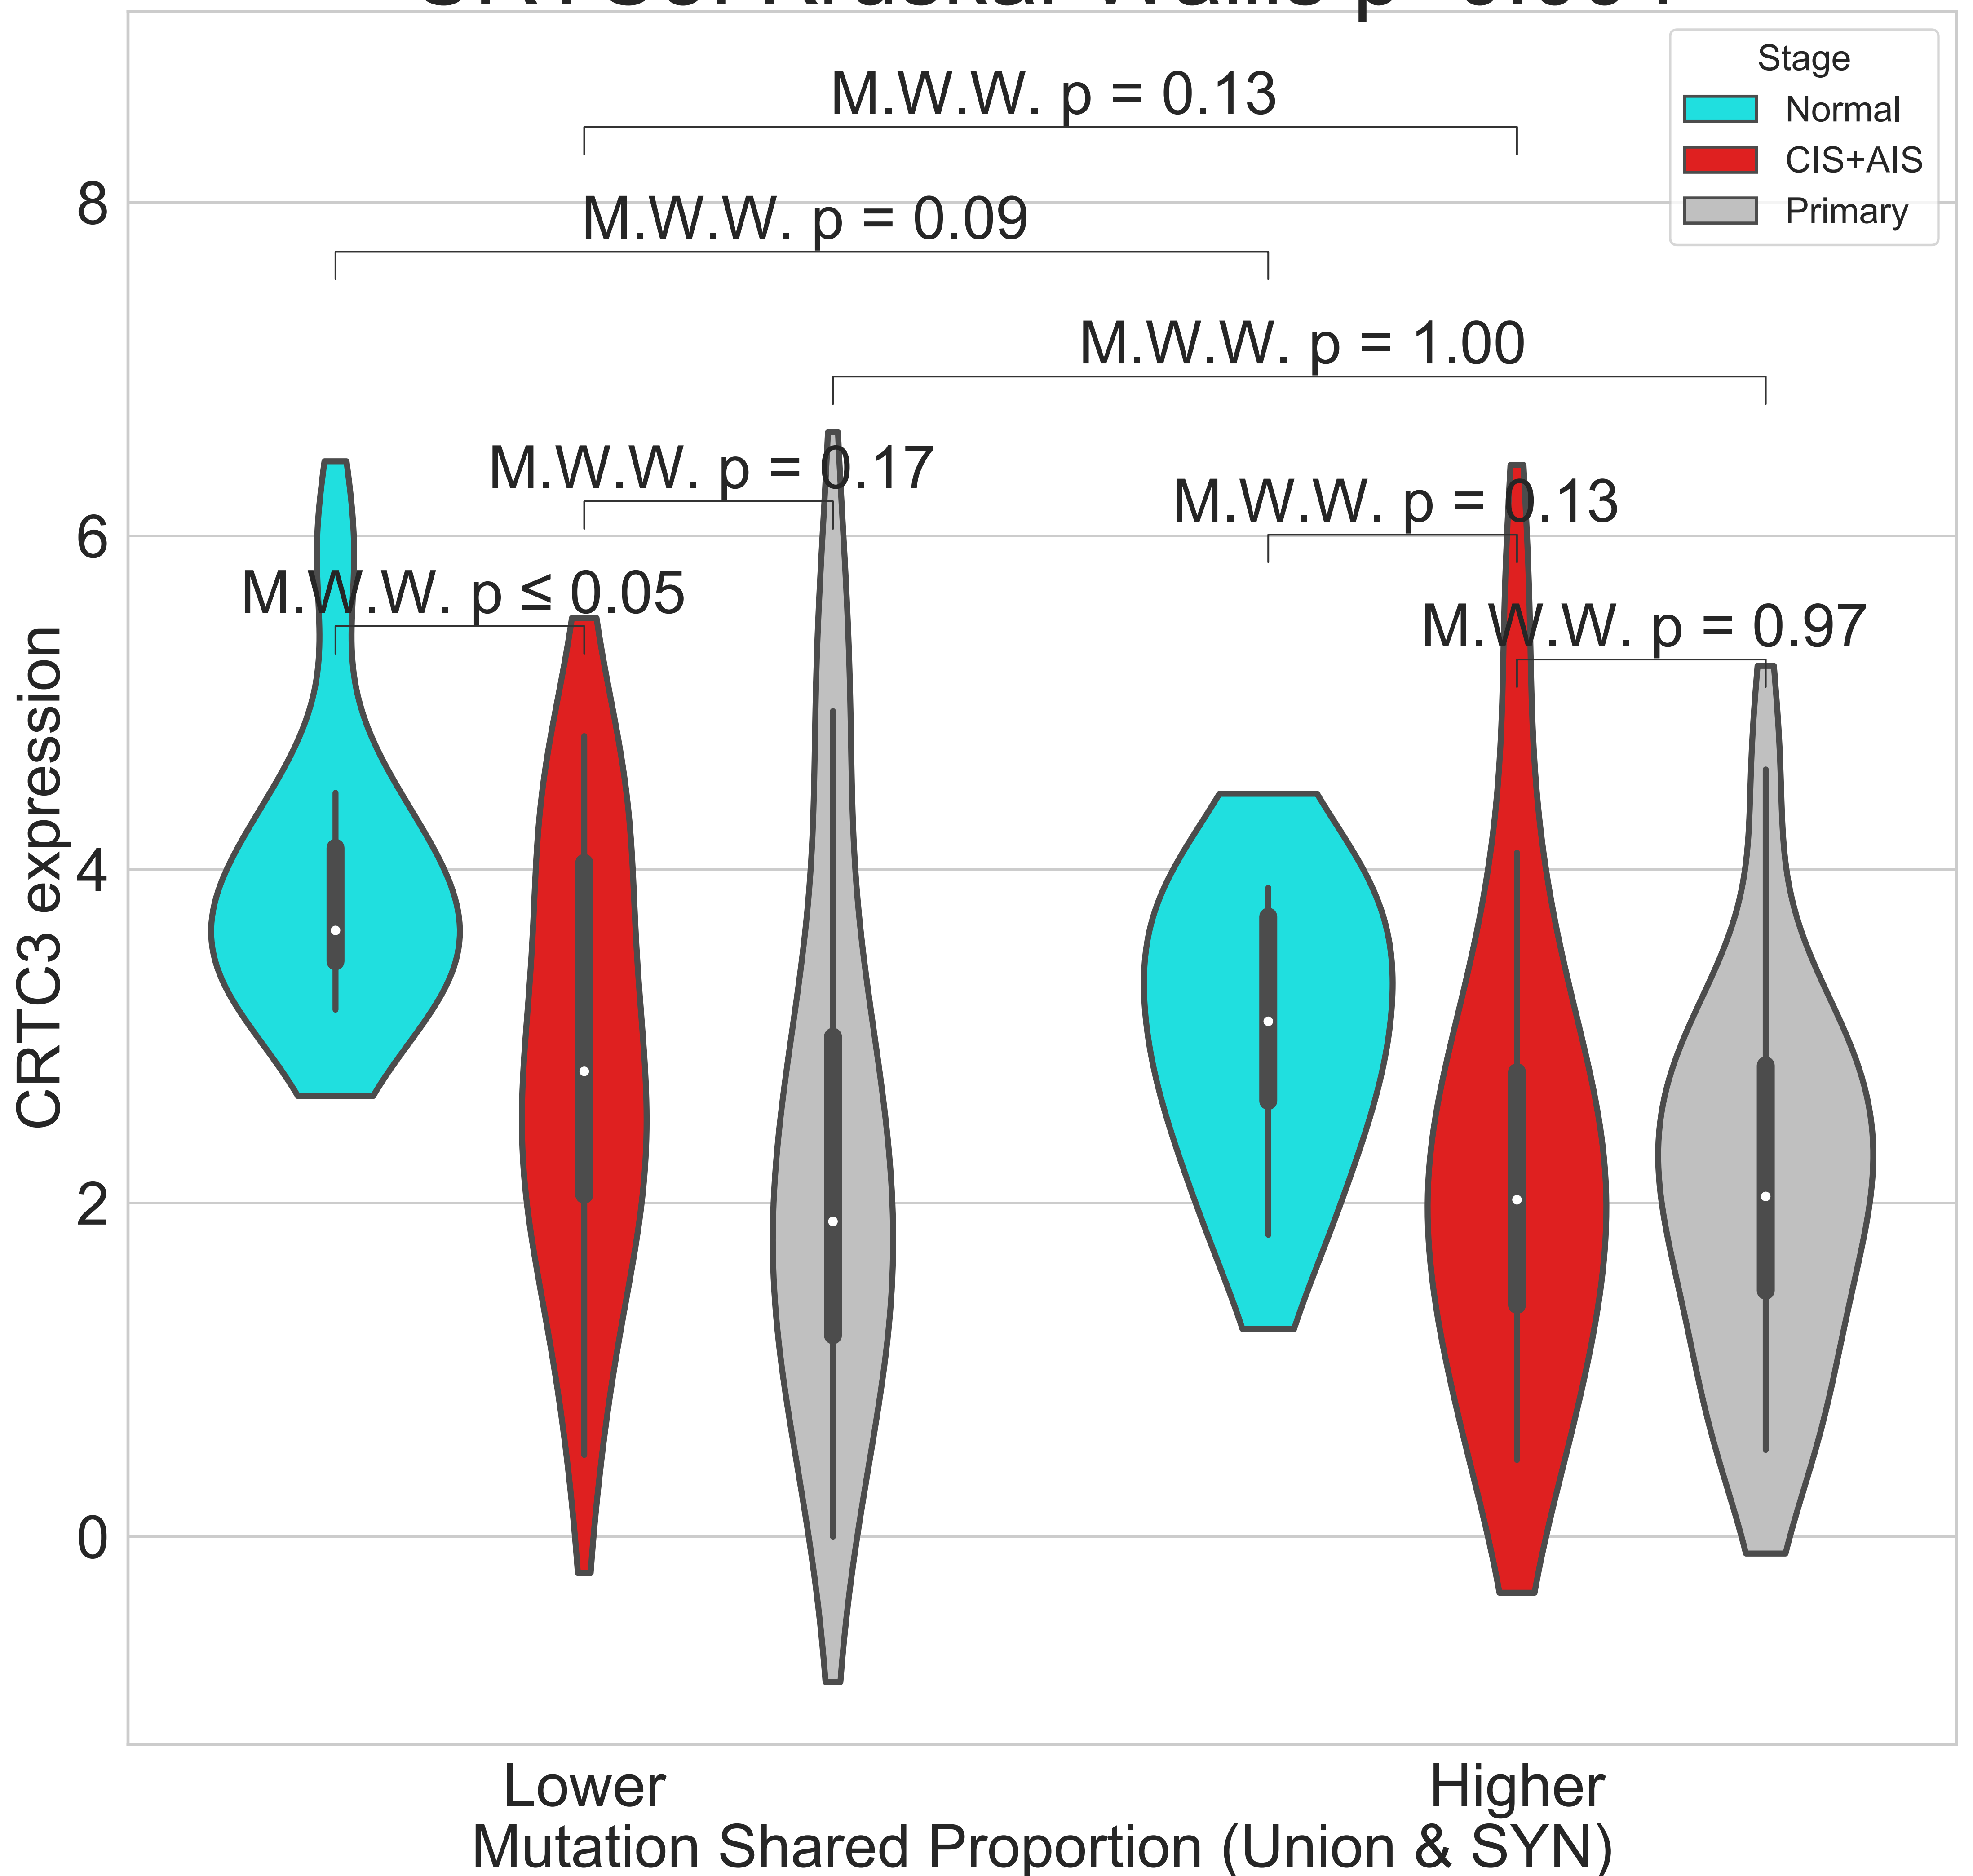 Stage
Normal
CIS+AIS
Primary
M.W.W. p = 0.13
M.W.W. p = 0.09
M.W.W. p = 1.00
M.W.W. p = 0.17
M.W.W. p = 0.13
M.W.W. p ≤ 0.05
M.W.W. p = 0.97
8
6
4
2
0
CRTC3 expression
Lower
Higher
Mutation Shared Proportion (Union & SYN)